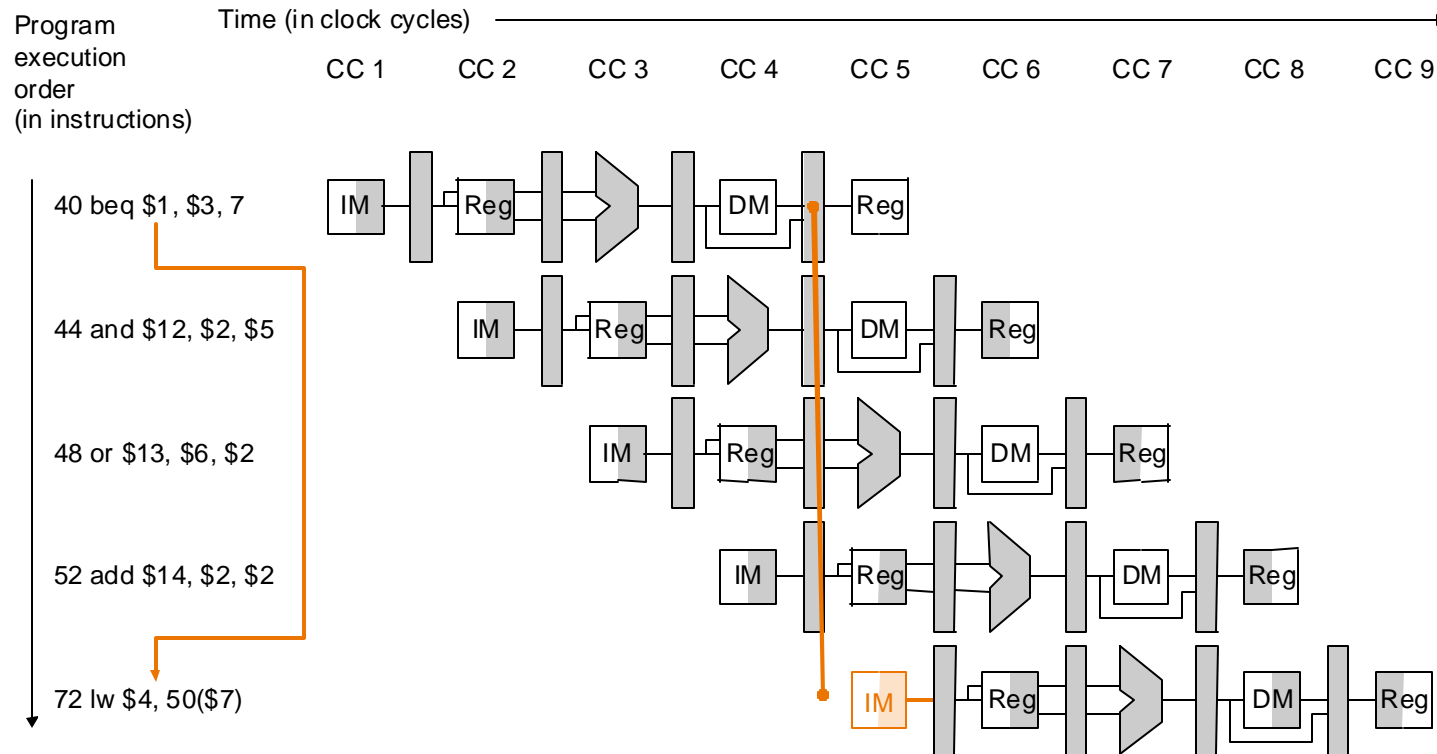 Time (in clock cycles)
Program
execution
order
(in instructions)
CC 1 CC 2 CC 3 CC 4 CC 5 CC 6 CC 7 CC 8 CC 9
40 beq $1, $3, 7 IM Reg DM Reg
44 and $12, $2, $5 IM Reg DM Reg
48 or $13, $6, $2 IM Reg DM Reg
52 add $14, $2, $2 IM Reg DM Reg
72 lw $4, 50($7) IM Reg DM Reg